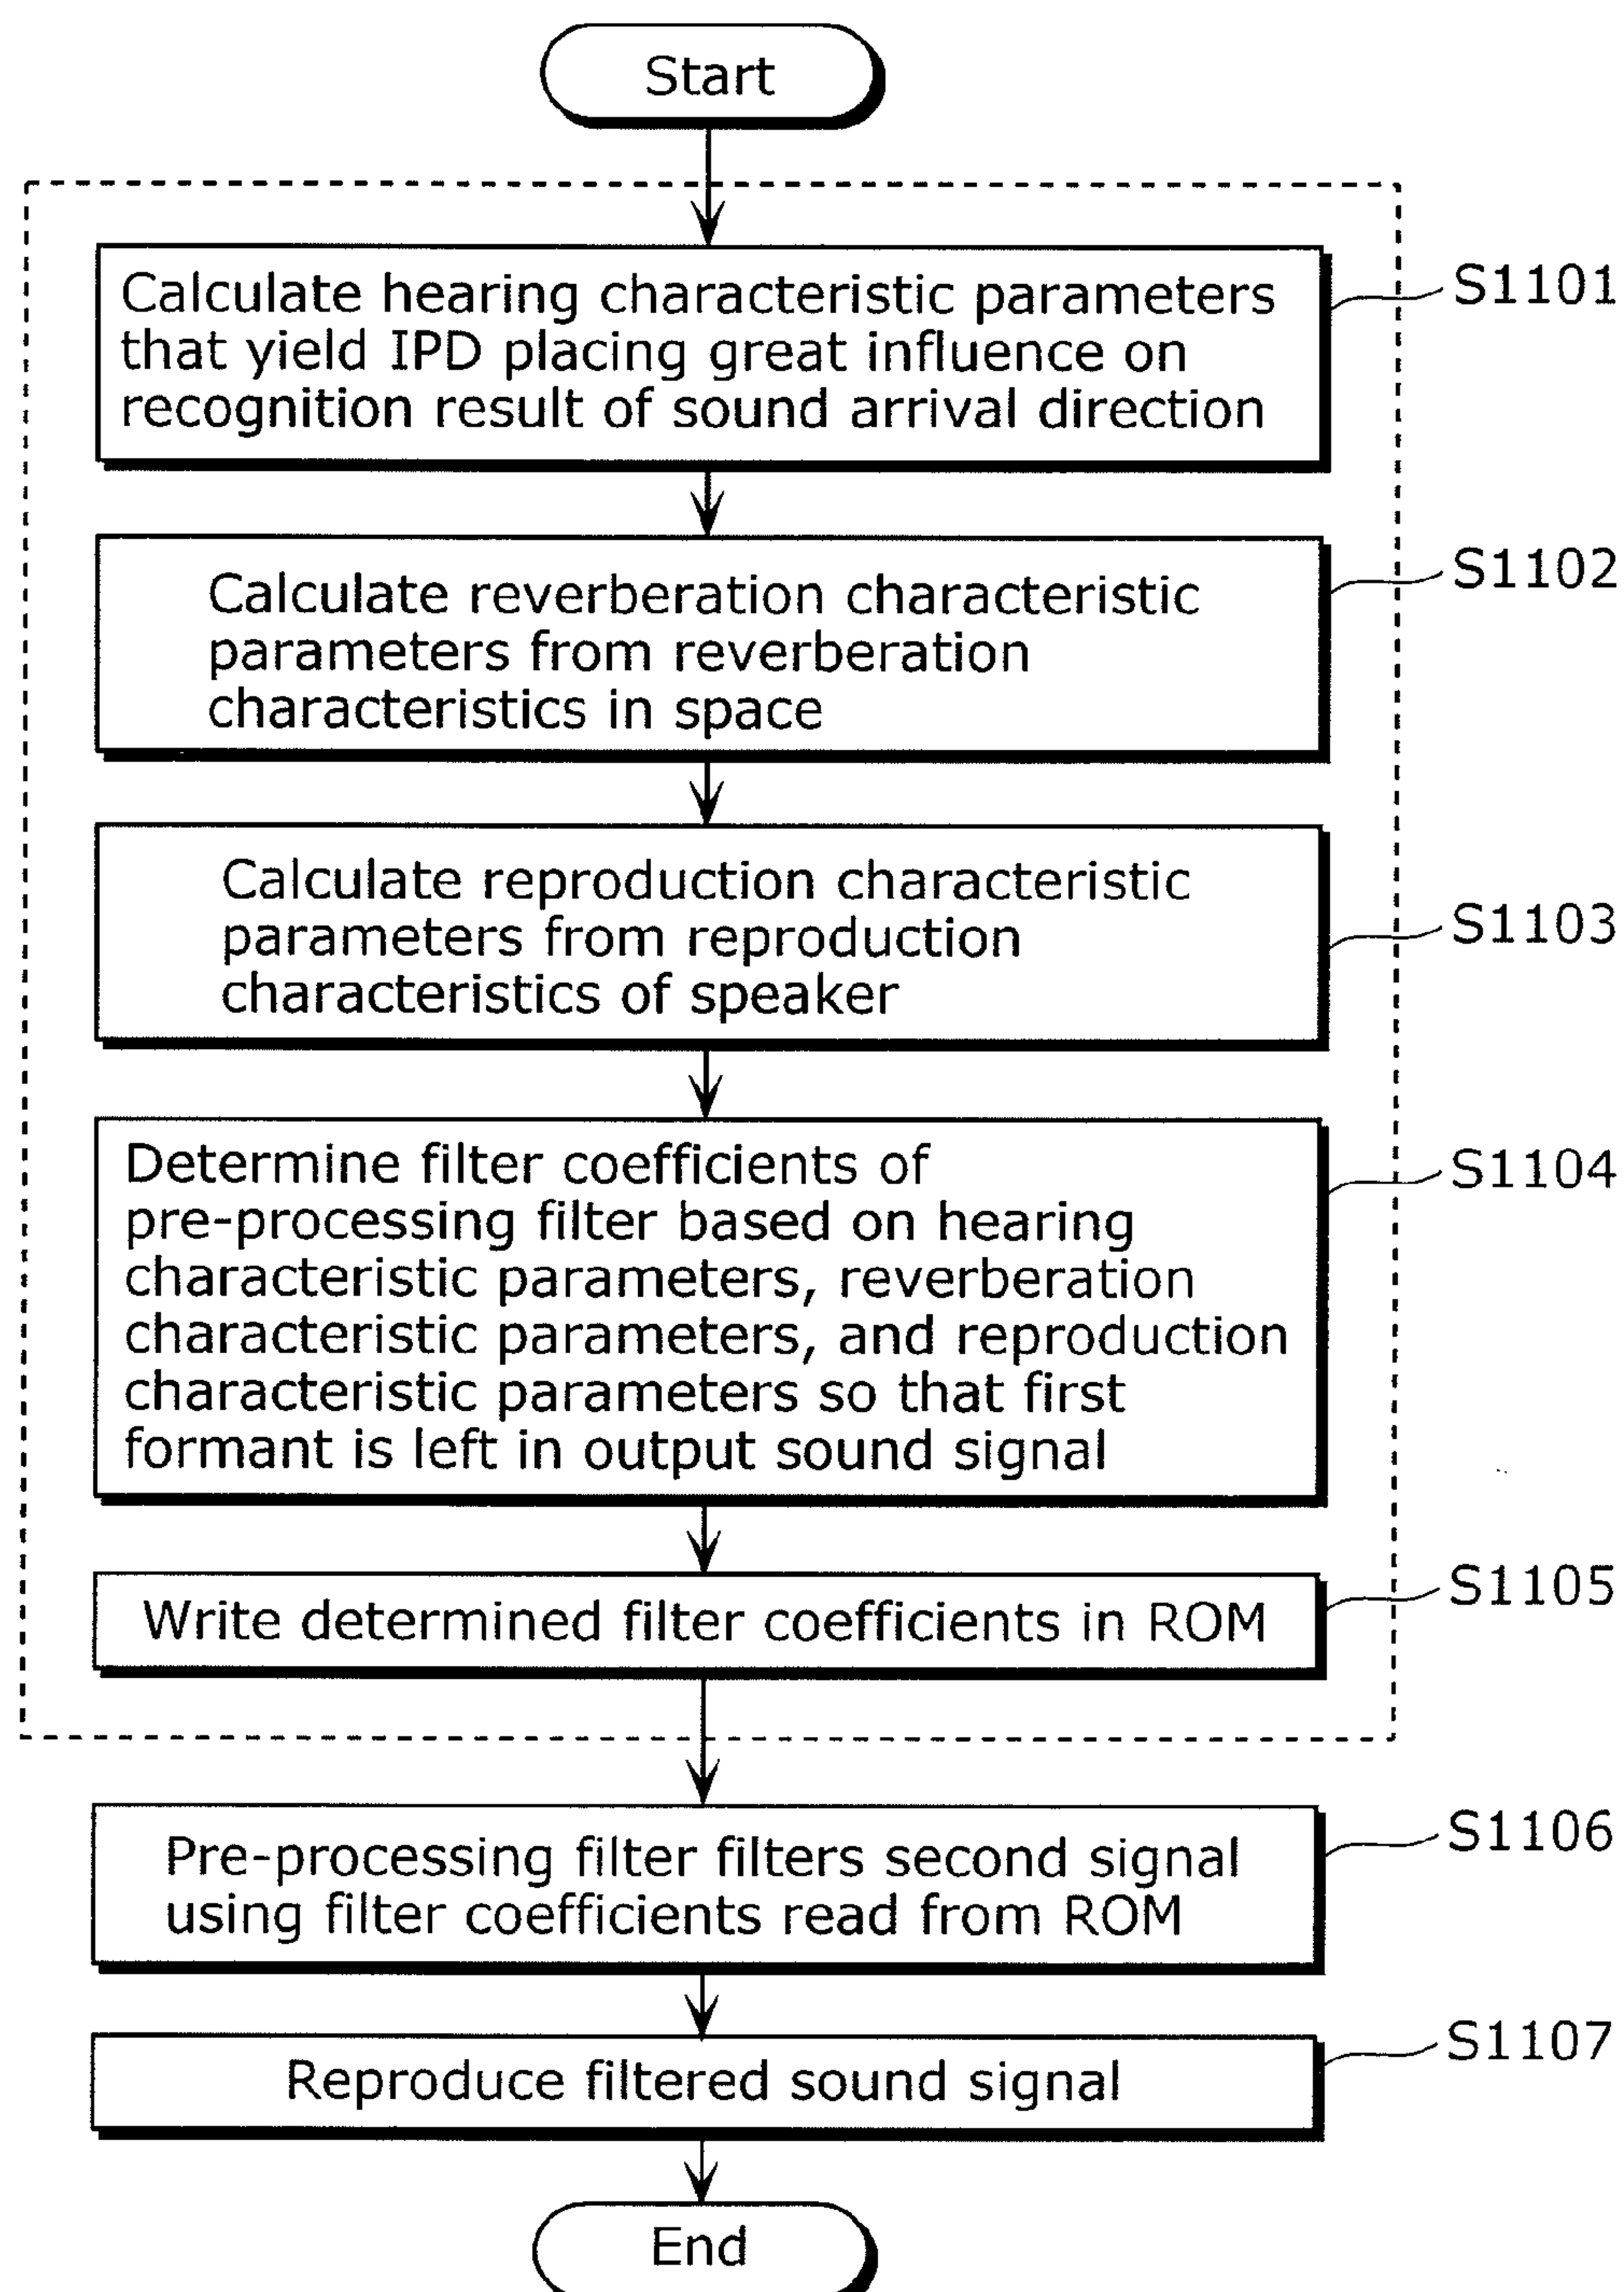 Start
Calculate hearing characteristic parameters
that yield IPD placing great influence on
recognition result of sound arrival direction
S1101
Calculate reverberation characteristic
parameters from reverberation
characteristics in space
S1102
Calculate reproduction characteristic
parameters from reproduction
characteristics of speaker
S1103
Determine filter coefficients of
pre-processing filter based on hearing
characteristic parameters, reverberation
characteristic parameters, and reproduction
characteristic parameters so that first
formant is left in output sound signal
S1104
Write determined filter coefficients in ROM
S1105
Pre-processing filter filters second signal
using filter coefficients read from ROM
S1106
Reproduce filtered sound signal
S1107
End